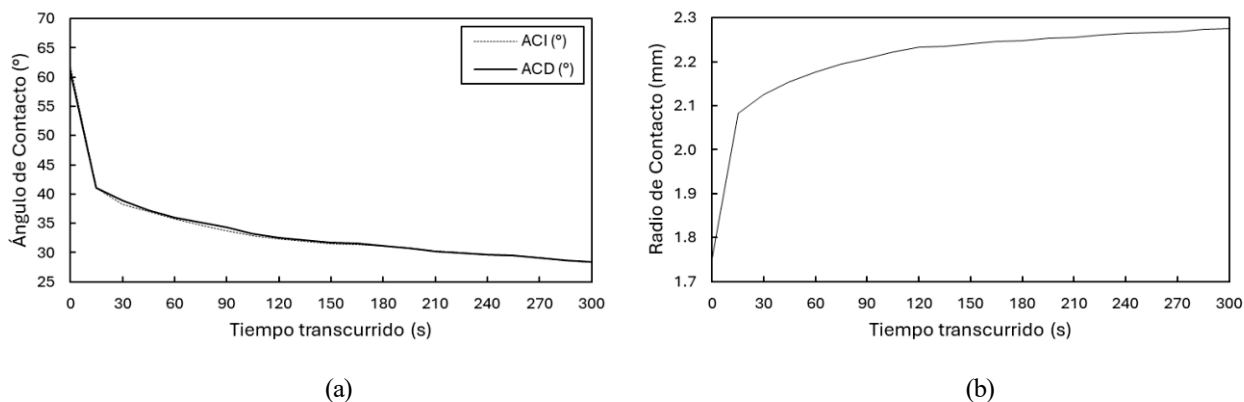 70
65
60
55
50
45
40
35
30
25
Ángulo de Contacto (º)
ACI (º)
ACD (º)
0 30 60 90 120 150 180 210 240 270 300
Tiempo transcurrido (s)
(a)
2.3
2.2
2.1
2.0
1.9
1.8
1.7
Radio de Contacto (mm)
0 30 60 90 120 150 180 210 240 270 300
Tiempo transcurrido (s)
(b)